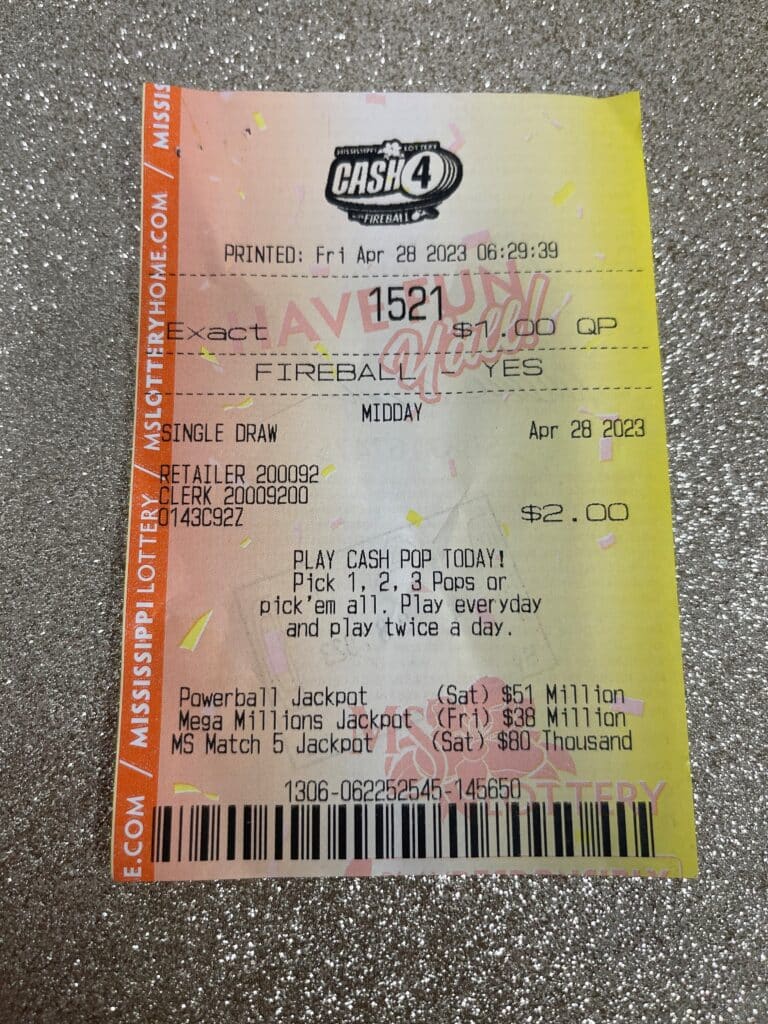 MISSISSIPPI LOTTERY
CASH 4
FIREBALL
PRINTED: Fri Apr 28 2023 06:29:39
HAVE FUN
Y'all!
1521
Exact $1.00 QP
FIREBALL - YES
MIDDAY
SINGLE DRAW Apr 28 2023
RETAILER 200092
CLERK 20009200
0143C92Z $2.00
PLAY CASH POP TODAY!
Pick 1, 2, 3 Pops or
pick'em all. Play everyday
and play twice a day.
Powerball Jackpot (Sat) $51 Million
Mega Millions Jackpot (Fri) $38 Million
MS Match 5 Jackpot (Sat) $80 Thousand
1306-062252545-145650
MS
LOTTERY
E.COM / MISSISSIPPI LOTTERY / MSLOTTERYHOME.COM / MISSIS